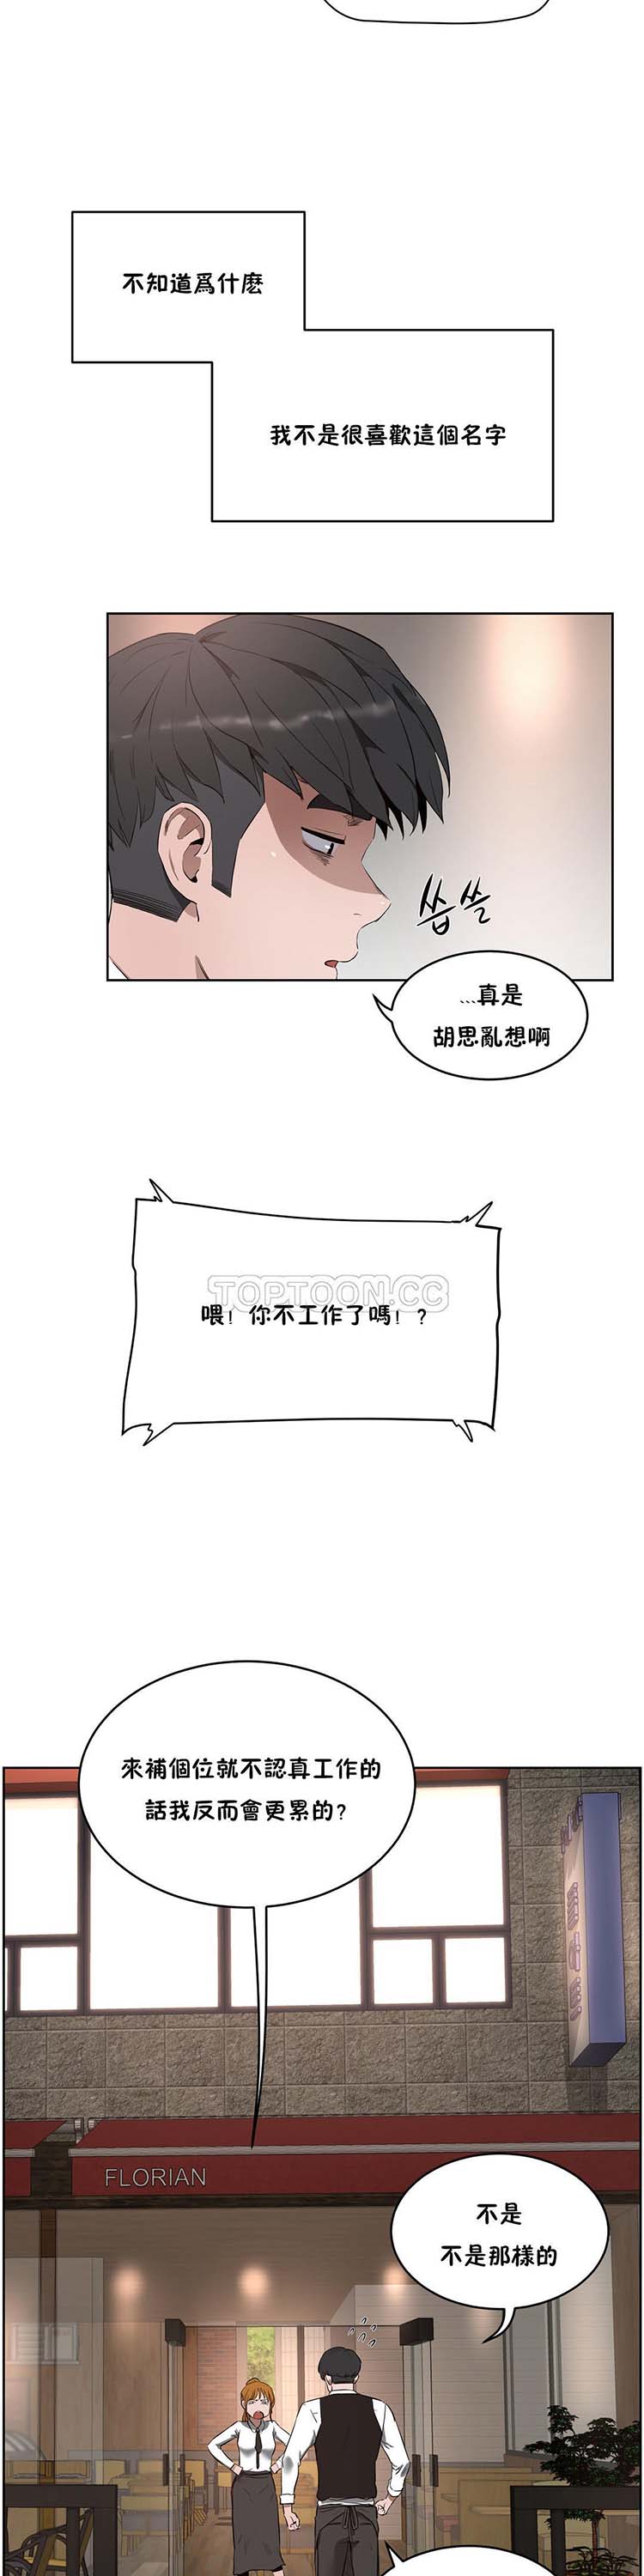 不知道爲什麽
我不是很喜歡這個名字
씁쓸
...真是
胡思亂想啊
TOPTOON.CC
喂! 你不工作了嗎! ?
來補個位就不認真工作的
話我反而會更累的?
FLORIAN
不是
不是那樣的